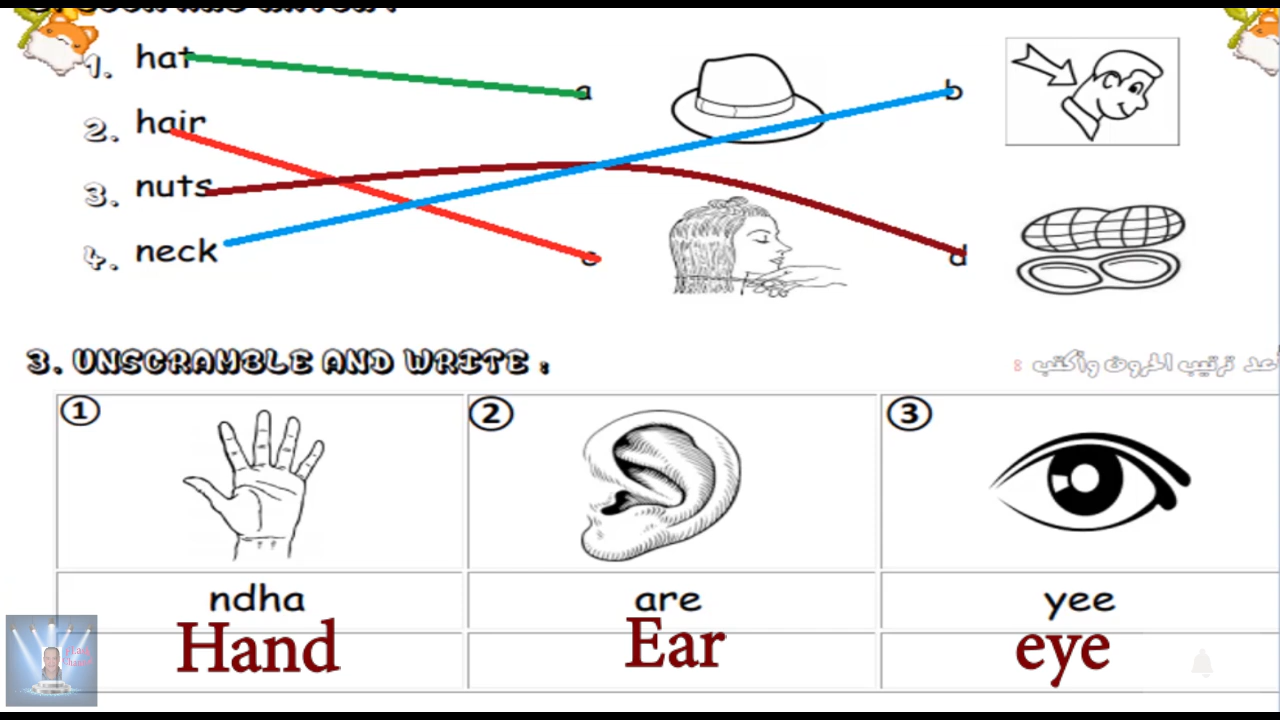 1. hat
a
b
2. hair
3. nuts
4. neck
c
d
3. UNSCRAMBLE AND WRITE :
أعد ترتيب الحروف وأكتب :
1
2
3
ndha
are
yee
Hand
Ear
eye